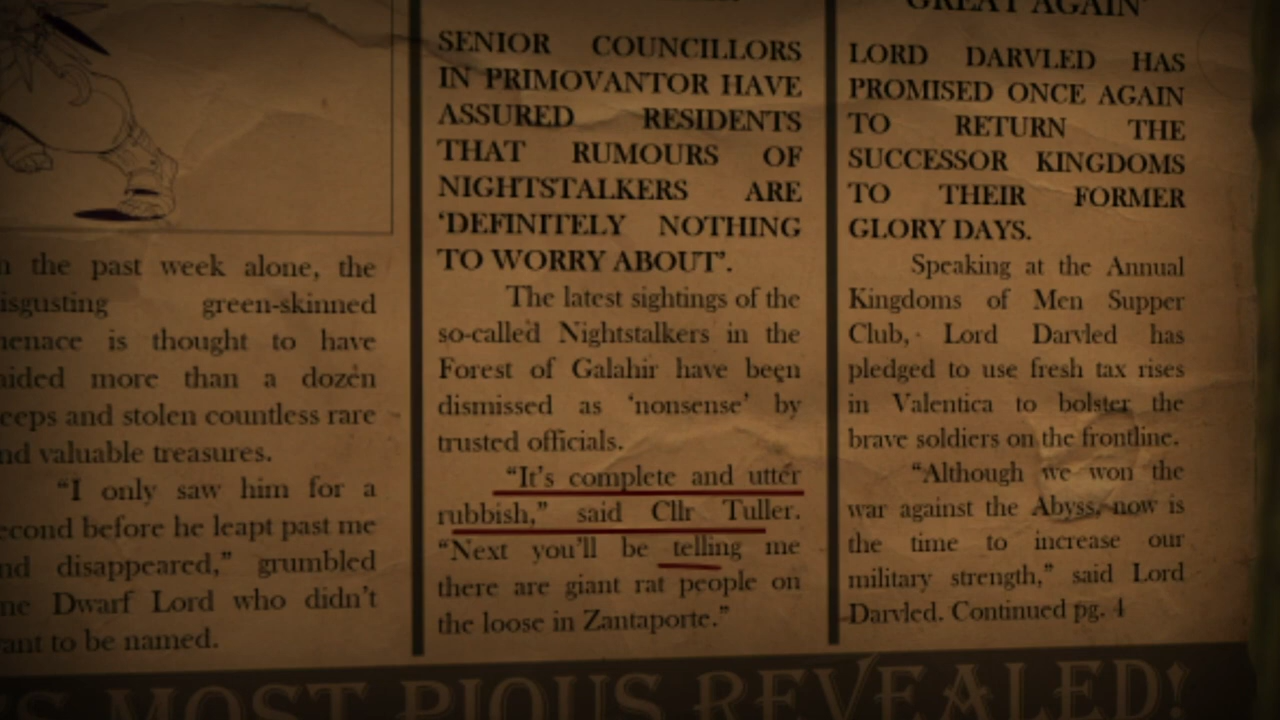 the past week alone, the
green-skinned
is thought to have
more than a dozen
and stolen countless rare
valuable treasures.
“I only saw him for a
before he leapt past me
disappeared,” grumbled
Dwarf Lord who didn’t
to be named.
SENIOR COUNCILLORS
IN PRIMOVANTOR HAVE
ASSURED RESIDENTS
THAT RUMOURS OF
NIGHTSTALKERS ARE
‘DEFINITELY NOTHING
TO WORRY ABOUT’.
The latest sightings of the
so-called Nightstalkers in the
Forest of Galahir have been
dismissed as ‘nonsense’ by
trusted officials.
“It’s complete and utter
rubbish,” said Cllr Tuller.
“Next you’ll be telling me
there are giant rat people on
the loose in Zantaporte.”
GREAT AGAIN’
LORD DARVLED HAS
PROMISED ONCE AGAIN
TO RETURN THE
SUCCESSOR KINGDOMS
TO THEIR FORMER
GLORY DAYS.
Speaking at the Annual
Kingdoms of Men Supper
Club, Lord Darvled has
pledged to use fresh tax rises
in Valentica to bolster the
brave soldiers on the frontline.
“Although we won the
war against the Abyss, now is
the time to increase our
military strength,” said Lord
Darvled. Continued pg. 4
MOST PIOUS REVEALED!